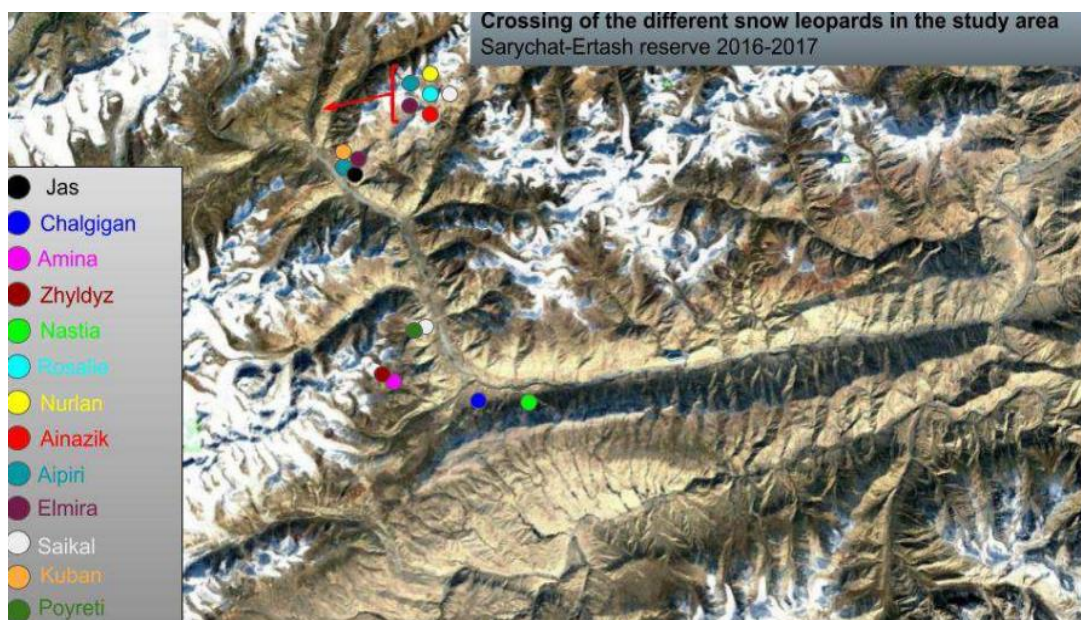 Crossing of the different snow leopards in the study area
Sarychat-Ertash reserve 2016-2017
Jas
Chalgigan
Amina
Zhyldyz
Nastia
Rosalie
Nurlan
Ainazik
Aipiri
Elmira
Saikal
Kuban
Poyreti